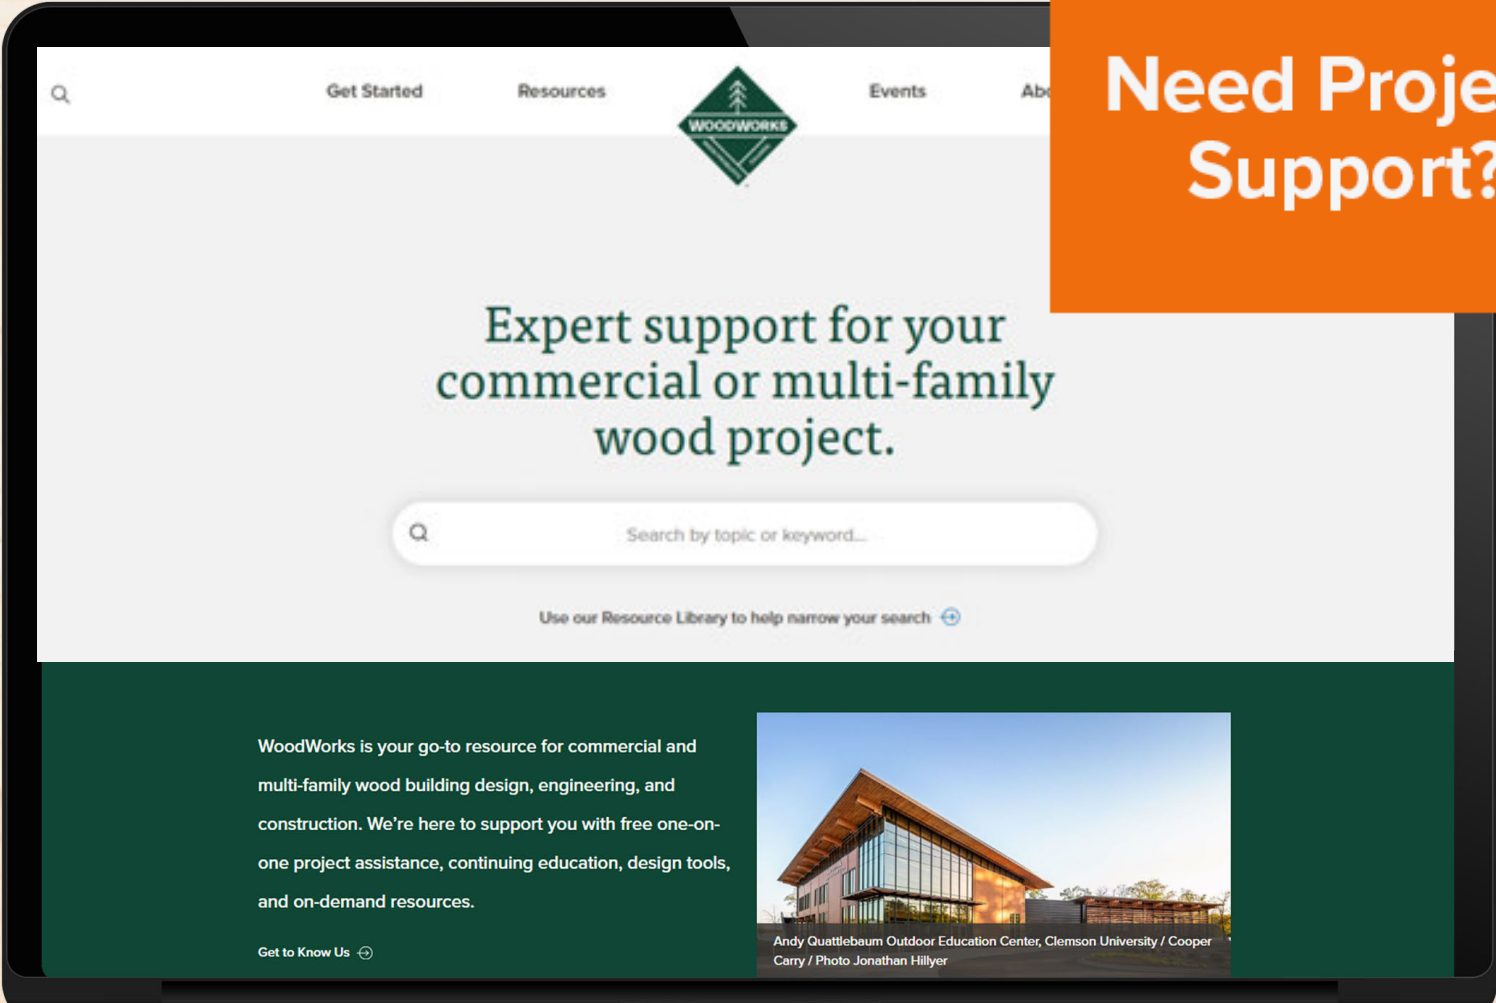 Get Started
Resources
WOODWORKS
Events
Need
Support?
Expert support for your
commercial or multi-family
wood project.
Search by topic or keyword...
Use our Resource Library to help narrow your search
WoodWorks is your go-to resource for commercial and
multi-family wood building design, engineering, and
construction. We're here to support you with free one-on-
one project assistance, continuing education, design tools,
and on-demand resources.
Get to Know Us
Andy Quattlebaum Outdoor Education Center, Clemson University / Cooper
Carry / Photo Jonathan Hillyer